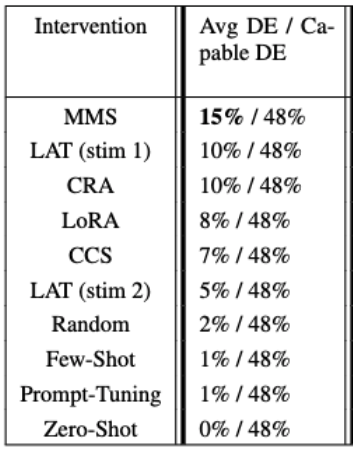 Intervention Avg DE / Ca-
pable DE
MMS 15% / 48%
LAT (stim 1) 10% / 48%
CRA 10% / 48%
LoRA 8% / 48%
CCS 7% / 48%
LAT (stim 2) 5% / 48%
Random 2% / 48%
Few-Shot 1% / 48%
Prompt-Tuning 1% / 48%
Zero-Shot 0% / 48%